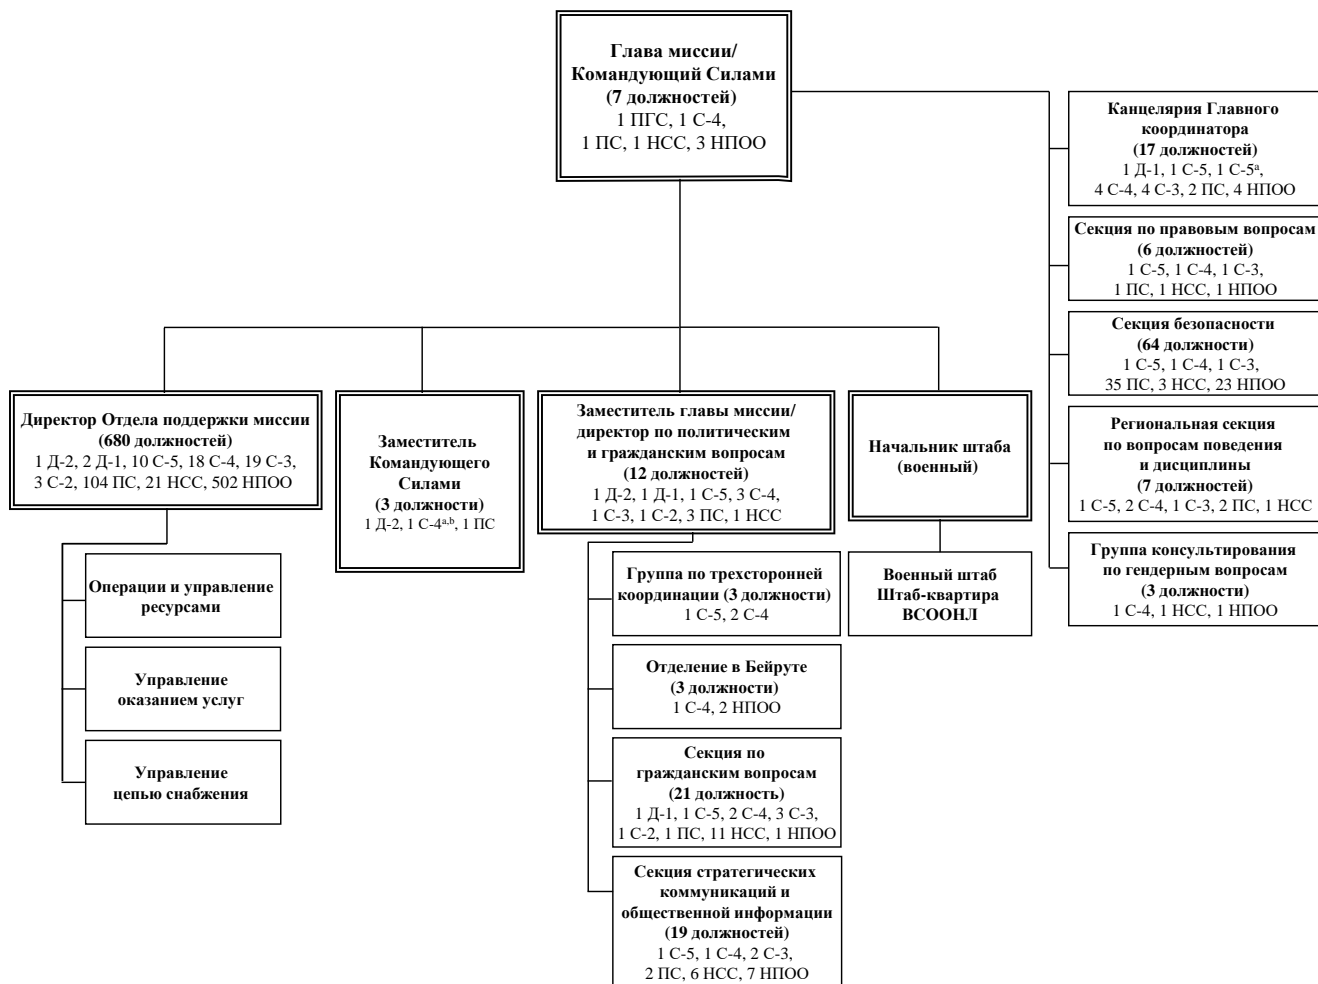 Глава миссии/
Командующий Силами
(7 должностей)
1 ПГС, 1 С-4,
1 ПС, 1 НСС, 3 НПОО
Канцелярия Главного
координатора
(17 должностей)
1 Д-1, 1 С-5, 1 С-5ᵃ,
4 С-4, 4 С-3, 2 ПС, 4 НПОО
Секция по правовым вопросам
(6 должностей)
1 С-5, 1 С-4, 1 С-3,
1 ПС, 1 НСС, 1 НПОО
Секция безопасности
(64 должности)
1 С-5, 1 С-4, 1 С-3,
35 ПС, 3 НСС, 23 НПОО
Региональная секция
по вопросам поведения
и дисциплины
(7 должностей)
1 С-5, 2 С-4, 1 С-3, 2 ПС, 1 НСС
Группа консультирования
по гендерным вопросам
(3 должности)
1 С-4, 1 НСС, 1 НПОО
Директор Отдела поддержки миссии
(680 должностей)
1 Д-2, 2 Д-1, 10 С-5, 18 С-4, 19 С-3,
3 С-2, 104 ПС, 21 НСС, 502 НПОО
Операции и управление
ресурсами
Управление
оказанием услуг
Управление
цепью снабжения
Заместитель
Командующего
Силами
(3 должности)
1 Д-2, 1 С-4ᵃ,ᵇ, 1 ПС
Заместитель главы миссии/
директор по политическим
и гражданским вопросам
(12 должностей)
1 Д-2, 1 Д-1, 1 С-5, 3 С-4,
1 С-3, 1 С-2, 3 ПС, 1 НСС
Группа по трехсторонней
координации (3 должности)
1 С-5, 2 С-4
Отделение в Бейруте
(3 должности)
1 С-4, 2 НПОО
Секция по
гражданским вопросам
(21 должность)
1 Д-1, 1 С-5, 2 С-4, 3 С-3,
1 С-2, 1 ПС, 11 НСС, 1 НПОО
Секция стратегических
коммуникаций и
общественной информации
(19 должностей)
1 С-5, 1 С-4, 2 С-3,
2 ПС, 6 НСС, 7 НПОО
Начальник штаба
(военный)
Военный штаб
Штаб-квартира
ВСООНЛ